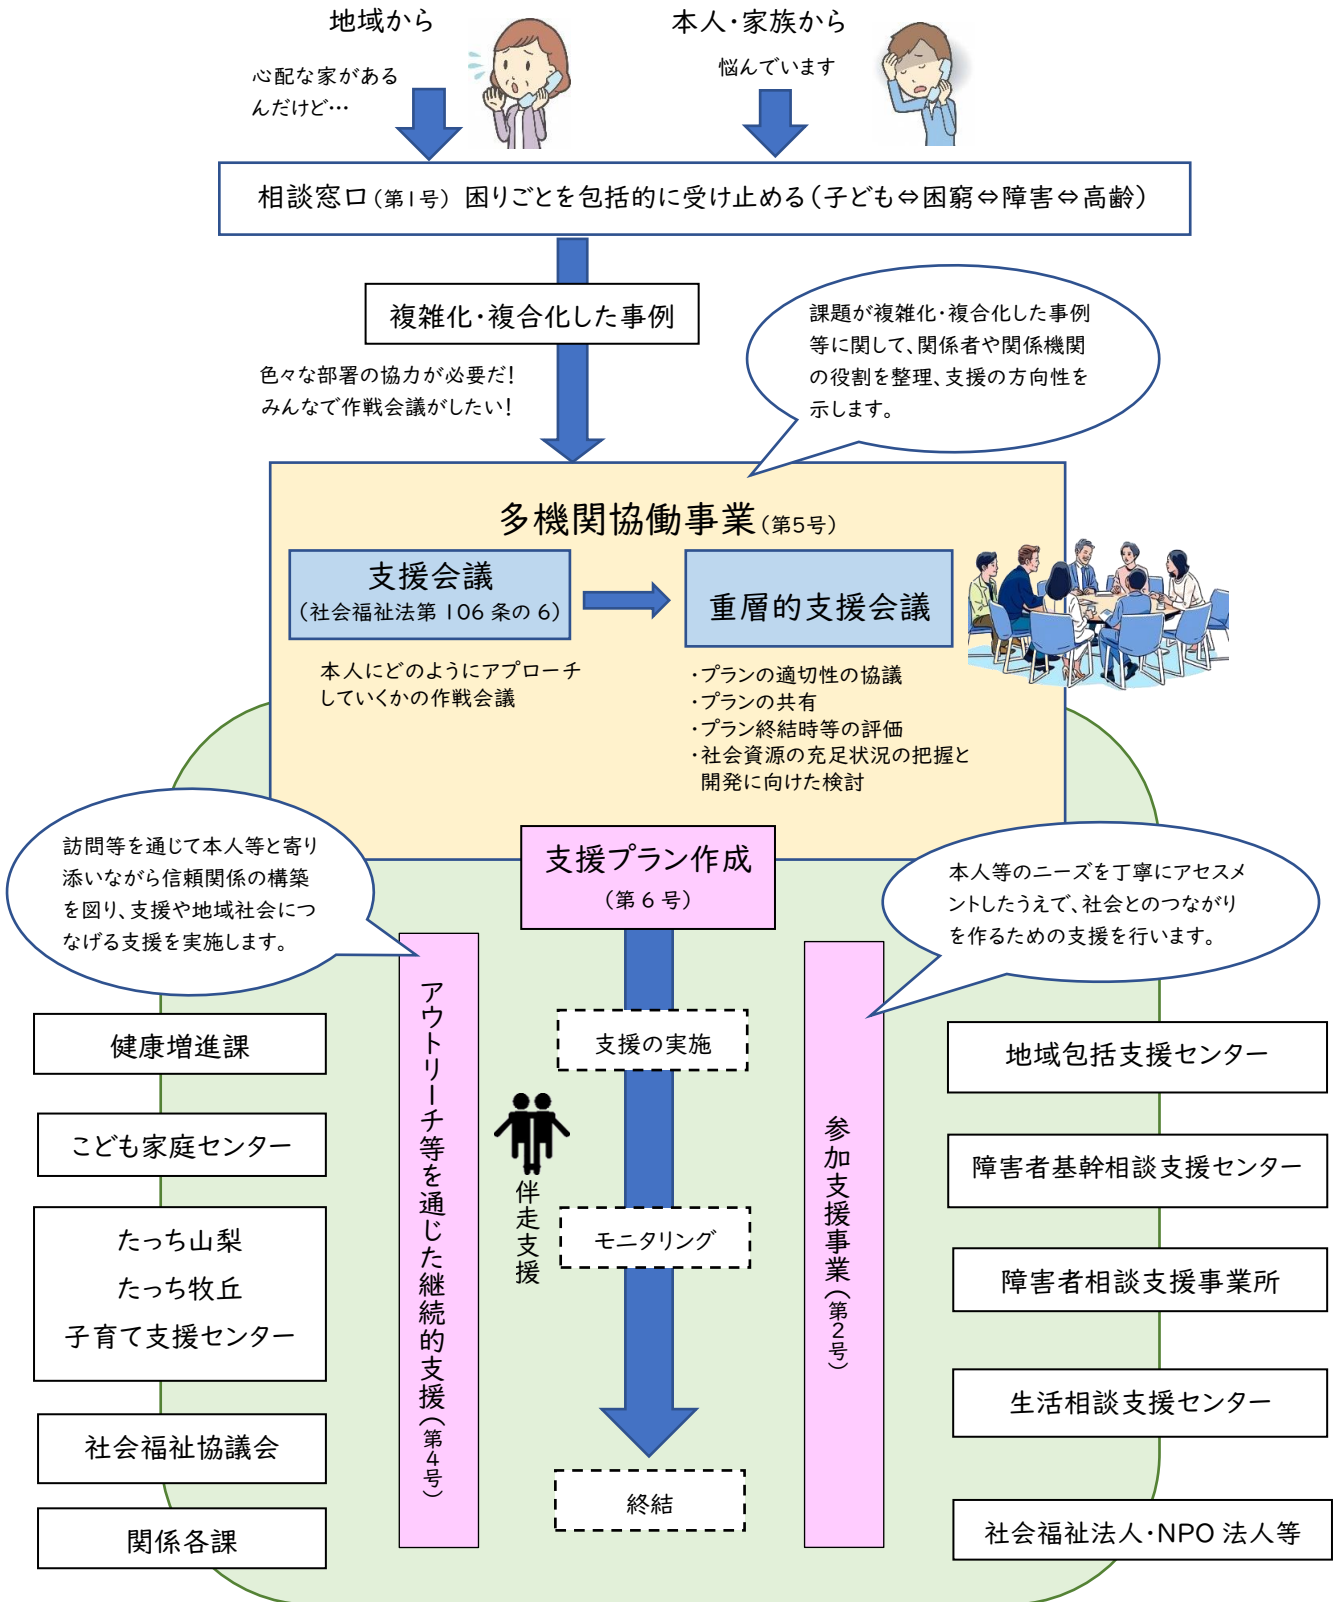 地域から
本人・家族から
心配な家がある
んだけど…
悩んでいます
相談窓口(第1号) 困りごとを包括的に受け止める(子ども⇔困窮⇔障害⇔高齢)
複雑化・複合化した事例
課題が複雑化・複合化した事例
等に関して、関係者や関係機関
の役割を整理、支援の方向性を
示します。
色々な部署の協力が必要だ!
みんなで作戦会議がしたい!
多機関協働事業(第5号)
支援会議
(社会福祉法第106条の6)
重層的支援会議
本人にどのようにアプローチ
していくかの作戦会議
・プランの適切性の協議
・プランの共有
・プラン終結時等の評価
・社会資源の充足状況の把握と
開発に向けた検討
訪問等を通じて本人等と寄り
添いながら信頼関係の構築
を図り、支援や地域社会につ
なげる支援を実施します。
支援プラン作成
(第6号)
本人等のニーズを丁寧にアセスメ
ントしたうえで、社会とのつながり
を作るための支援を行います。
健康増進課
こども家庭センター
たっち山梨
たっち牧丘
子育て支援センター
社会福祉協議会
関係各課
アウトリーチ等を通じた継続的支援(第4号)
支援の実施
伴走支援
モニタリング
終結
参加支援事業(第2号)
地域包括支援センター
障害者基幹相談支援センター
障害者相談支援事業所
生活相談支援センター
社会福祉法人・NPO法人等